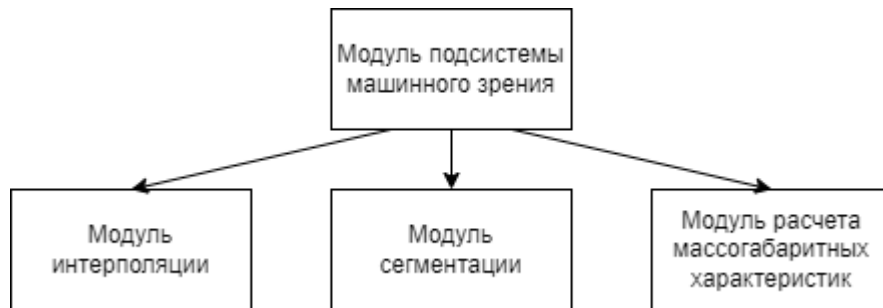 Модуль подсистемы
машинного зрения
Модуль
интерполяции
Модуль
сегментации
Модуль расчета
массогабаритных
характеристик